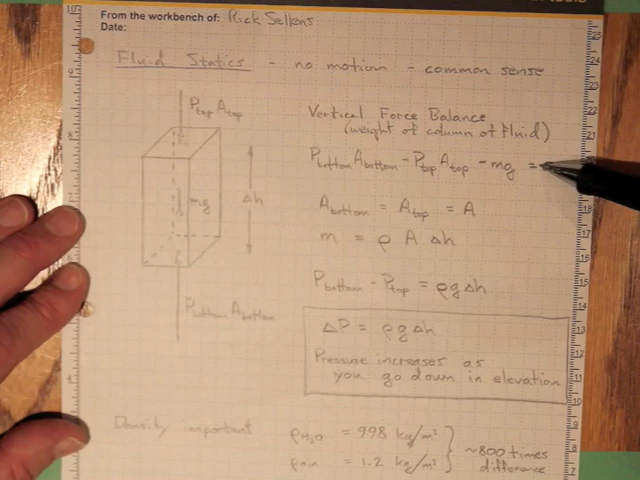 From the workbench of: Rick Sellens
Date:
Fluid Statics - no motion - common sense
P_top A_top
Vertical Force Balance
(weight of column of fluid)
P_bottom A_bottom - P_top A_top - mg =
mg
Δh
A_bottom = A_top = A
m = ρ A Δh
P_bottom - P_top = ρgΔh
P_bottom A_bottom
ΔP = ρgΔh
Pressure increases as
you go down in elevation
Density important
ρ_H2O = 998 kg/m³
ρ_air = 1.2 kg/m³
~800 times
difference